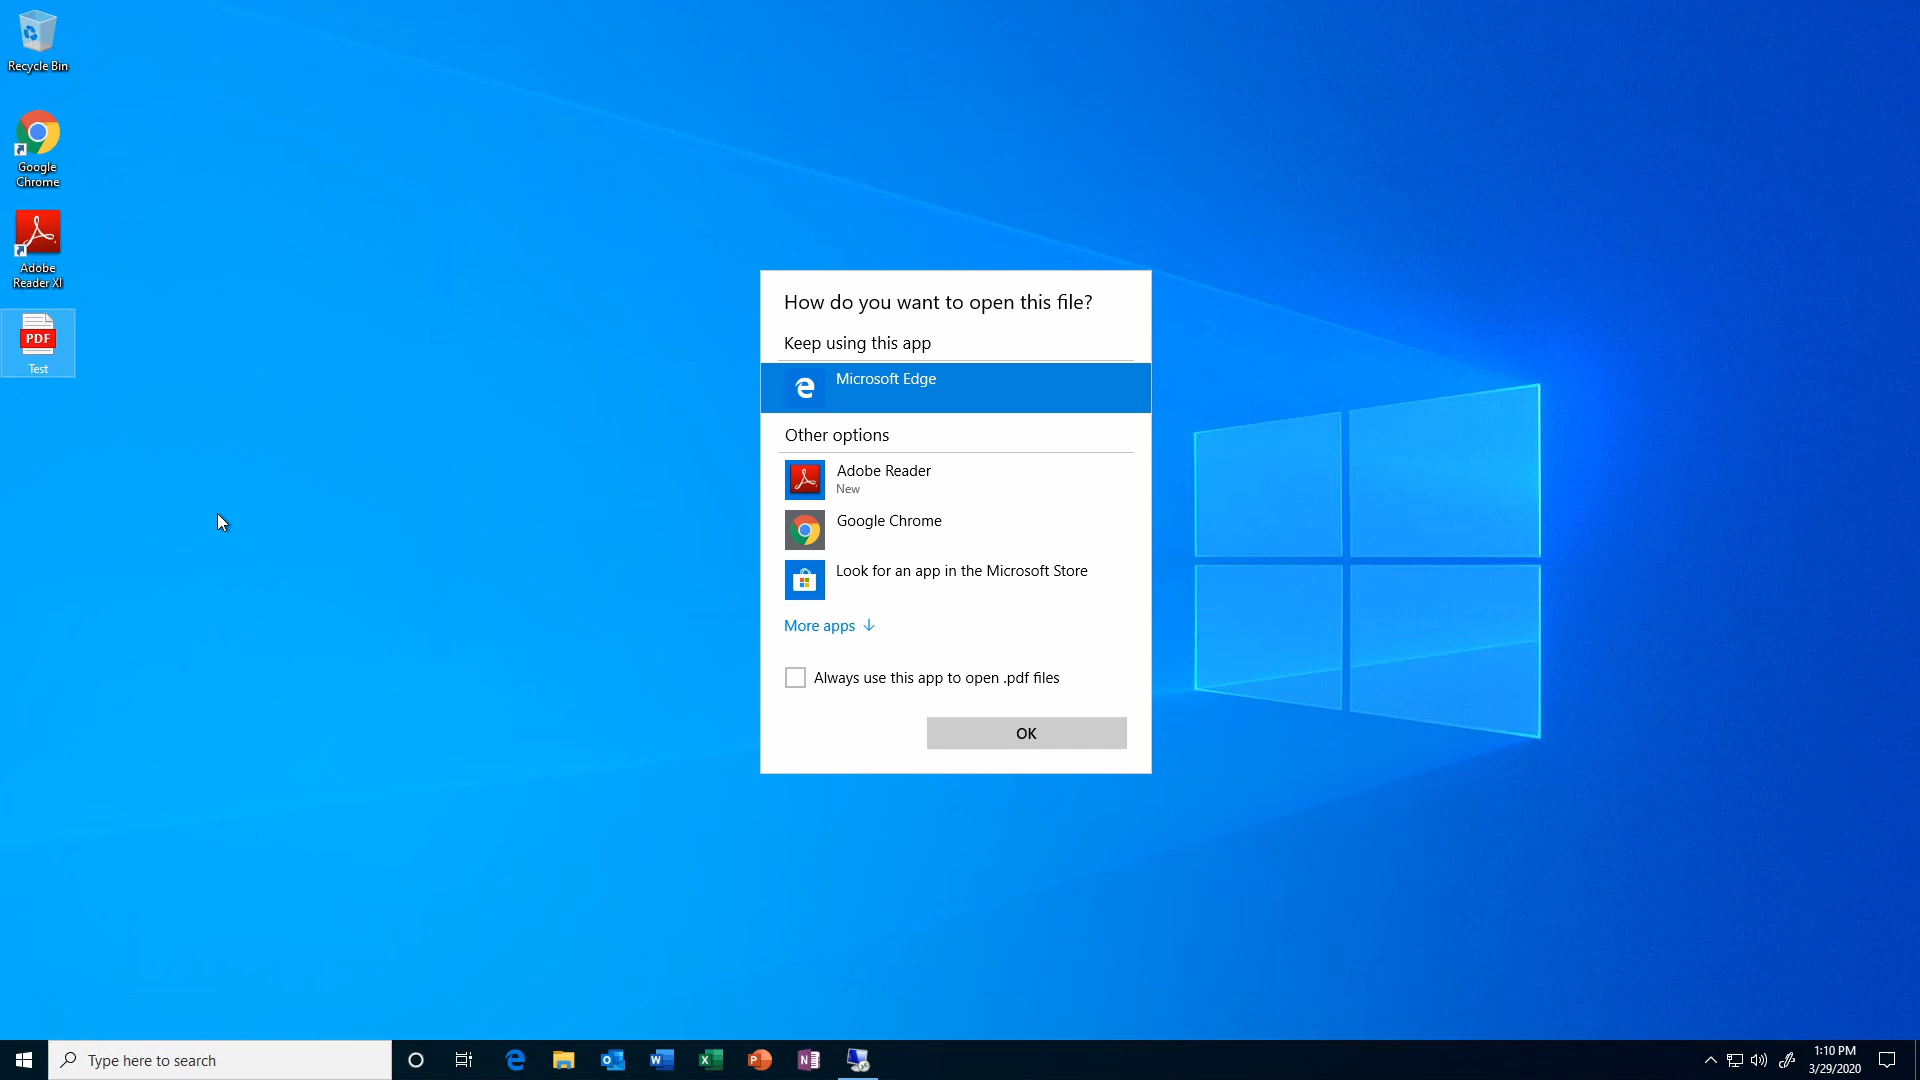 Recycle Bin
Google
Chrome
Adobe
Reader XI
PDF
Test
How do you want to open this file?
Keep using this app
Microsoft Edge
Other options
Adobe Reader
New
Google Chrome
Look for an app in the Microsoft Store
More apps
Always use this app to open .pdf files
OK
Type here to search
1:10 PM
3/29/2020